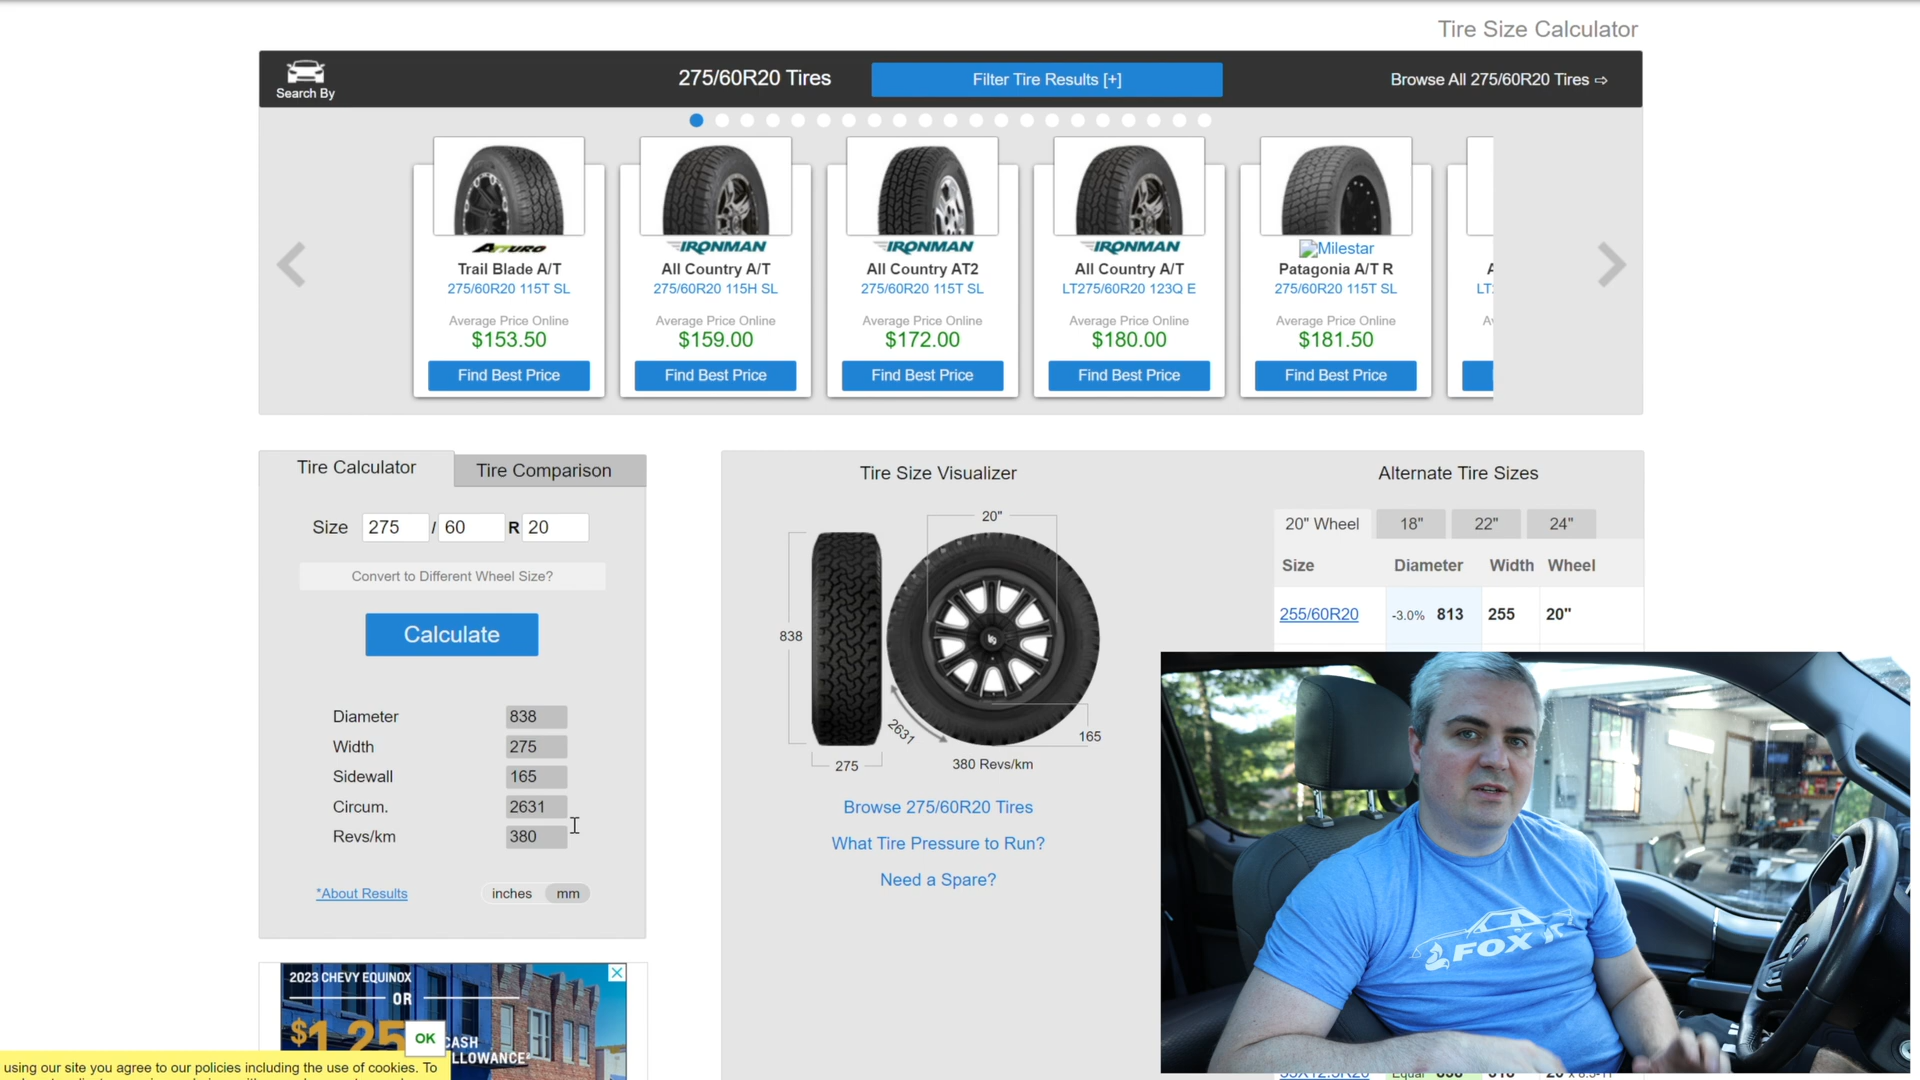 Tire Size Calculator
Search By
275/60R20 Tires
Filter Tire Results [+]
Browse All 275/60R20 Tires ⇨
ATTURO
Trail Blade A/T
275/60R20 115T SL
Average Price Online
$153.50
Find Best Price
IRONMAN
All Country A/T
275/60R20 115H SL
Average Price Online
$159.00
Find Best Price
IRONMAN
All Country AT2
275/60R20 115T SL
Average Price Online
$172.00
Find Best Price
IRONMAN
All Country A/T
LT275/60R20 123Q E
Average Price Online
$180.00
Find Best Price
Milestar
Patagonia A/T R
275/60R20 115T SL
Average Price Online
$181.50
Find Best Price
Tire Calculator
Tire Comparison
Size 275 / 60 R 20
Convert to Different Wheel Size?
Calculate
Diameter 838
Width 275
Sidewall 165
Circum. 2631
Revs/km 380
*About Results
inches mm
Tire Size Visualizer
20"
838
2631
165
275
380 Revs/km
Browse 275/60R20 Tires
What Tire Pressure to Run?
Need a Spare?
Alternate Tire Sizes
20" Wheel 18" 22" 24"
Size Diameter Width Wheel
255/60R20 -3.0% 813 255 20"
FOX
2023 CHEVY EQUINOX
OR
$1,25
CASH
LLOWANCE
OK
using our site you agree to our policies including the use of cookies. To